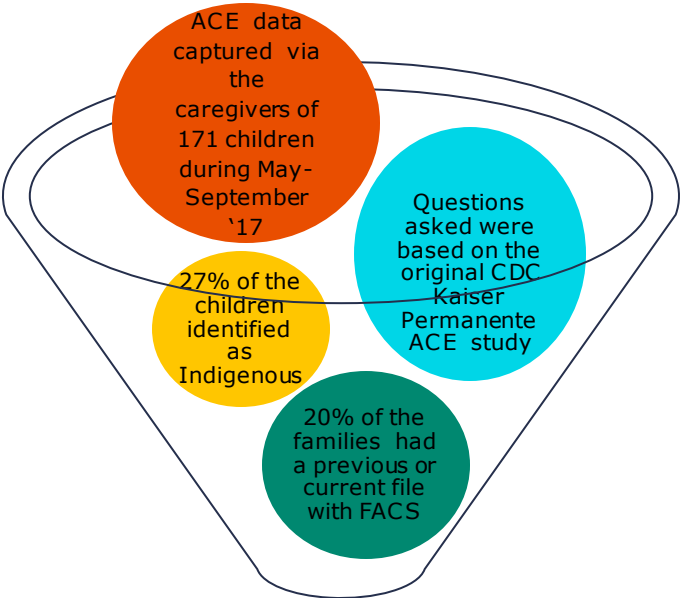 ACE data
captured via
the
caregivers of
171 children
during May-
September
‘17
Questions
asked were
based on the
original CDC
Kaiser
Permanente
ACE study
27% of the
children
identified
as
Indigenous
20% of the
families had
a previous or
current file
with FACS